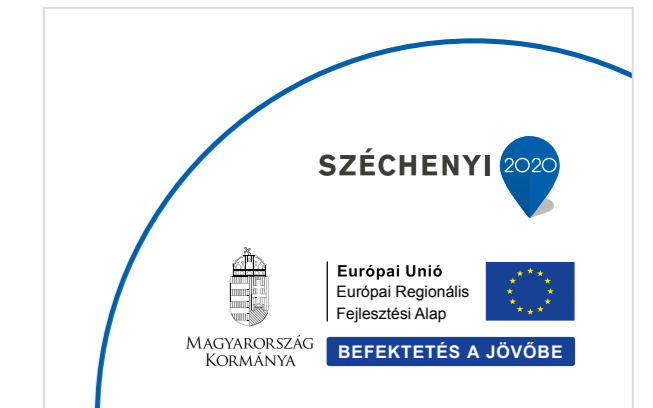 SZÉCHENYI 2020
Európai Unió
Európai Regionális
Fejlesztési Alap
MAGYARORSZÁG
KORMÁNYA
BEFEKTETÉS A JÖVŐBE